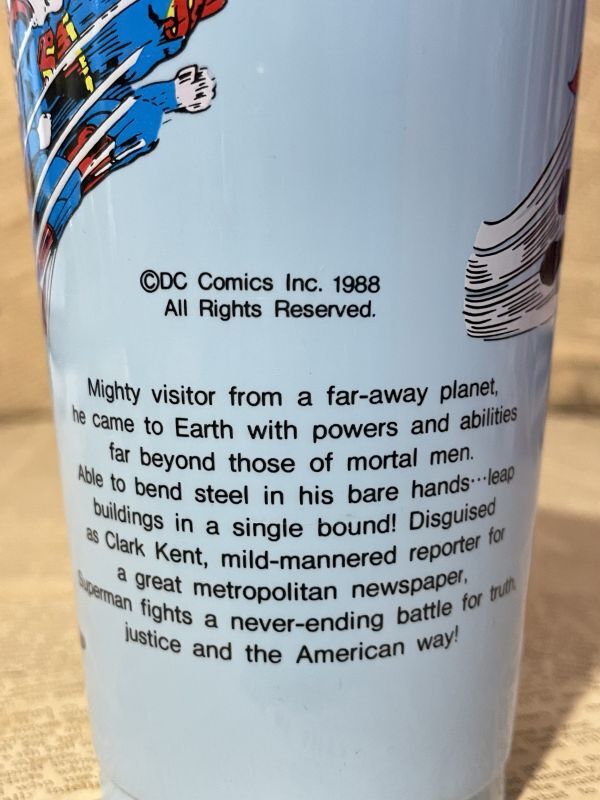 ©DC Comics Inc. 1988
All Rights Reserved.
Mighty visitor from a far-away planet,
he came to Earth with powers and abilities
far beyond those of mortal men.
Able to bend steel in his bare hands···leap
buildings in a single bound! Disguised
as Clark Kent, mild-mannered reporter for
a great metropolitan newspaper,
Superman fights a never-ending battle for truth,
justice and the American way!